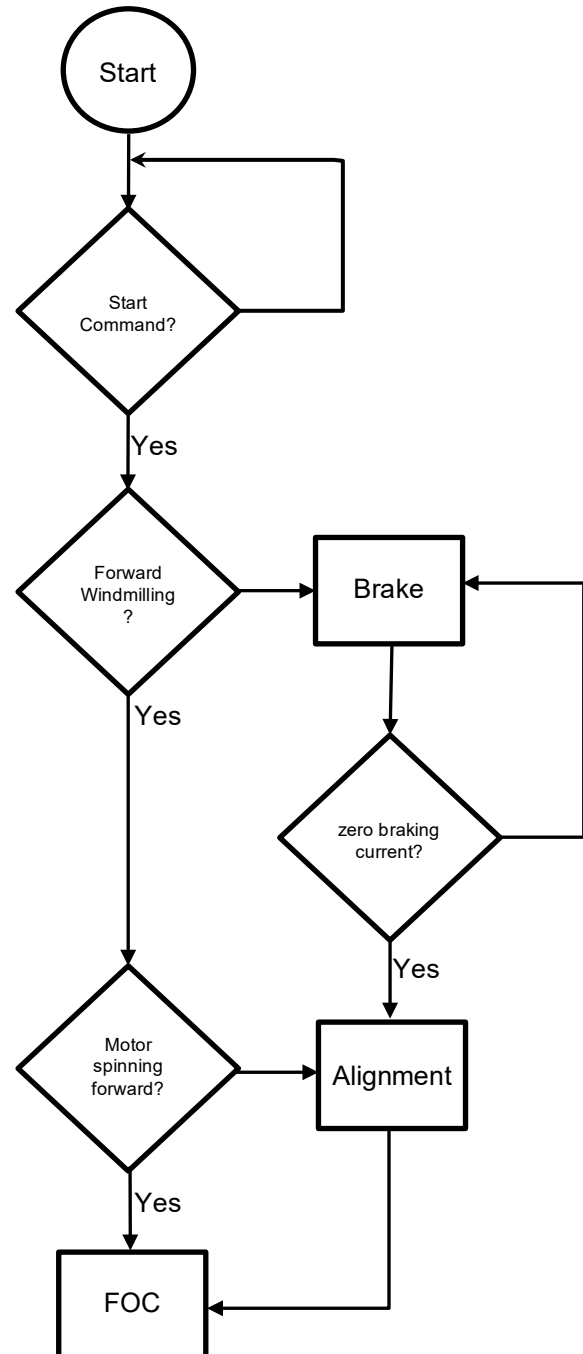 Start
Start
Command?
Yes
Forward
Windmilling
?
Brake
Yes
zero braking
current?
Yes
Motor
spinning
forward?
Alignment
Yes
FOC